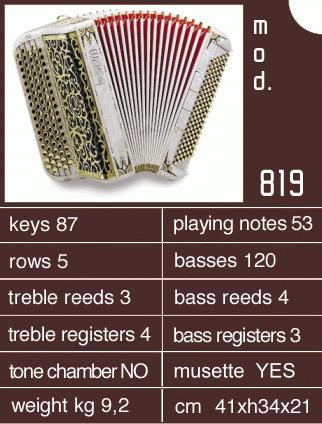 mod.
819
keys 87 playing notes 53
rows 5 basses 120
treble reeds 3 bass reeds 4
treble registers 4 bass registers 3
tone chamber NO musette YES
weight kg 9,2 cm 41xh34x21